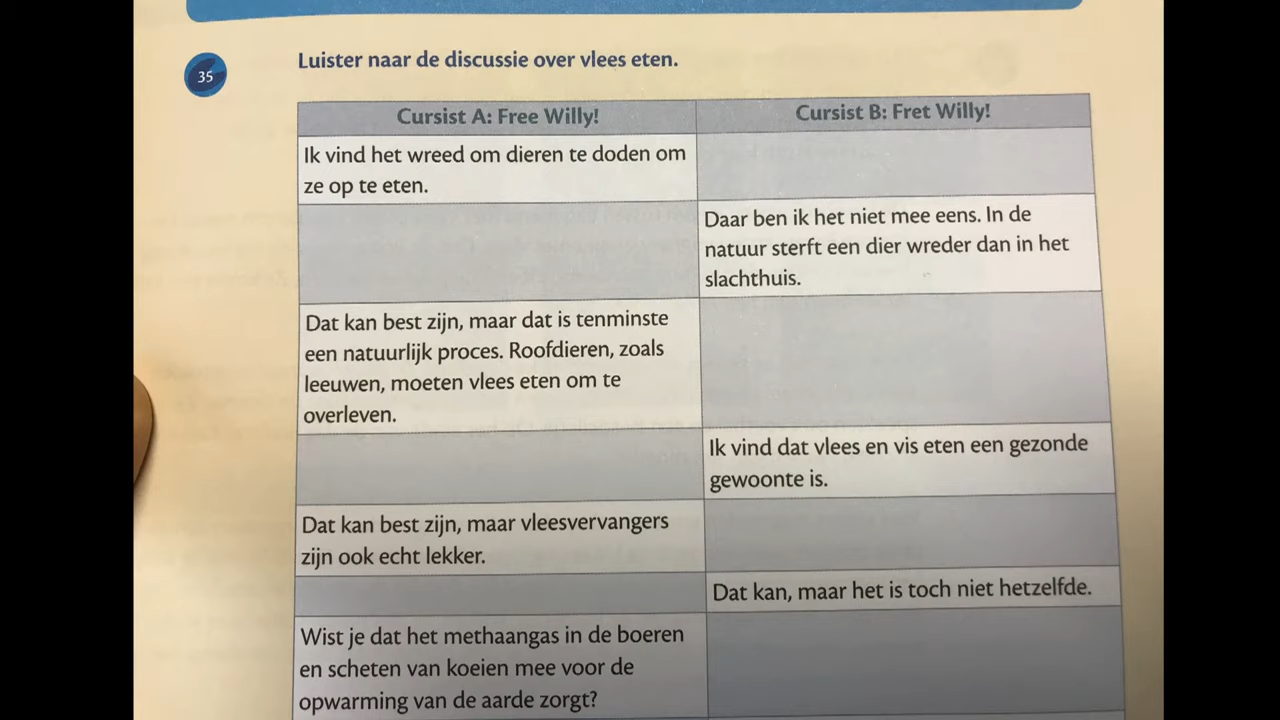 35
Luister naar de discussie over vlees eten.
Cursist A: Free Willy!
Cursist B: Fret Willy!
Ik vind het wreed om dieren te doden om
ze op te eten.
Daar ben ik het niet mee eens. In de
natuur sterft een dier wreder dan in het
slachthuis.
Dat kan best zijn, maar dat is tenminste
een natuurlijk proces. Roofdieren, zoals
leeuwen, moeten vlees eten om te
overleven.
Ik vind dat vlees en vis eten een gezonde
gewoonte is.
Dat kan best zijn, maar vleesvervangers
zijn ook echt lekker.
Dat kan, maar het is toch niet hetzelfde.
Wist je dat het methaangas in de boeren
en scheten van koeien mee voor de
opwarming van de aarde zorgt?